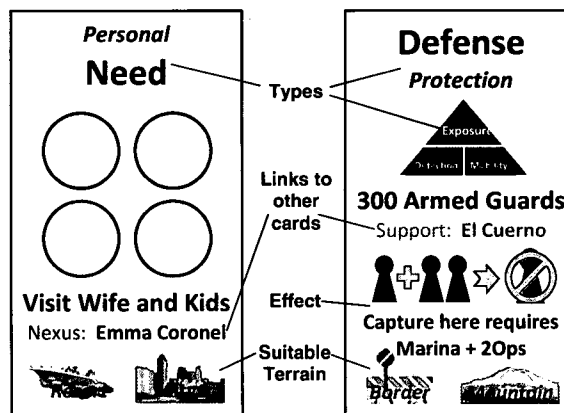 Personal
Need
Visit Wife and Kids
Nexus: Emma Coronel
Types
Links to
other
cards
Effect
Suitable
Terrain
Defense
Protection
Exposure
Detection Mobility
300 Armed Guards
Support: El Cuerno
Capture here requires
Marina + 2Ops
Border Mountain